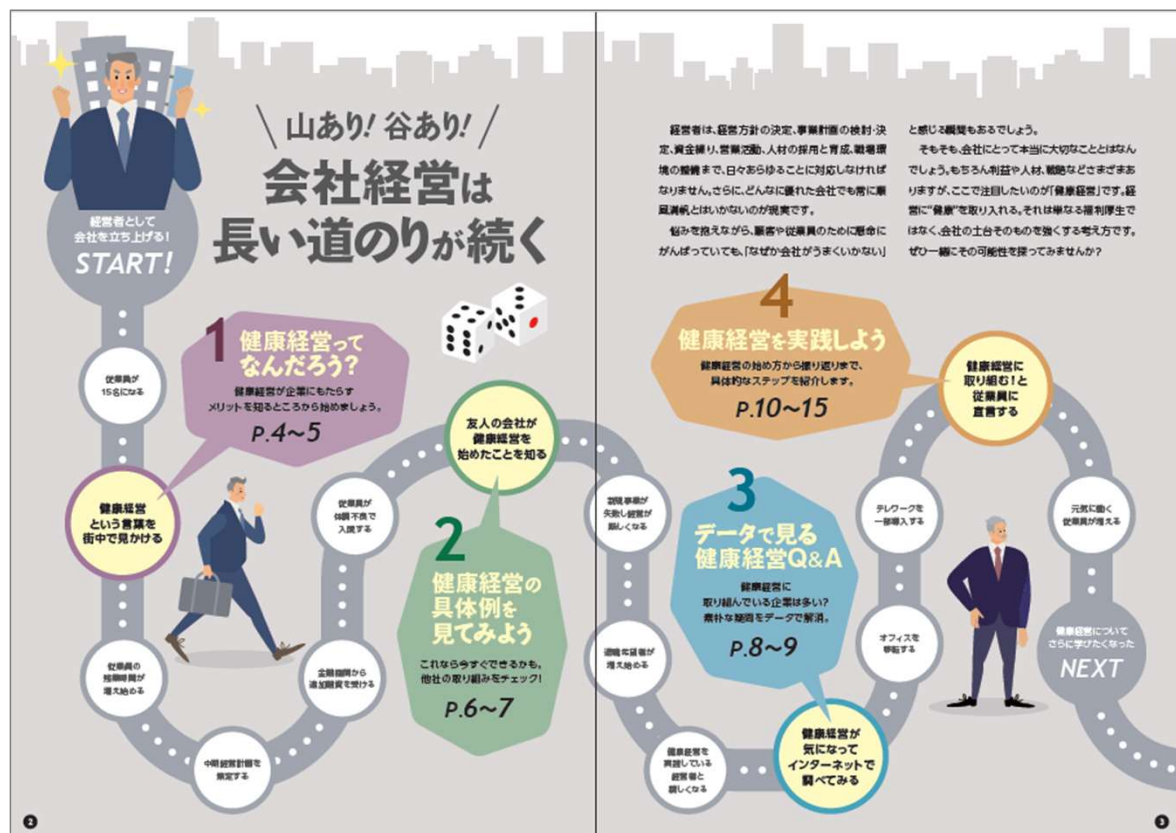 山あり!谷あり!
会社経営は
長い道のりが続く
経営者は、経営方針の決定、事業計画の検討・決
定、資金繰り、営業活動、人材の採用と育成、職場環
境の整備まで、日々あらゆることに対応しなければ
なりません。さらに、どんなに優れた会社でも常に順
風満帆とはいかないのが現実です。
悩みを抱えながら、顧客や従業員のために懸命に
がんばっていても、「なぜか会社がうまくいかない」
と感じる瞬間もあるでしょう。
そもそも、会社にとって本当に大切なこととはなん
でしょう。もちろん利益や人材、戦略などさまざまあ
りますが、ここで注目したいのが「健康経営」です。経
営に“健康”を取り入れる。それは単なる福利厚生で
はなく、会社の土台そのものを強くする考え方です。
ぜひ一緒にその可能性を探ってみませんか?
経営者として
会社を立ち上げる!
START!
従業員が
15名になる
1
健康経営って
なんだろう?
健康経営が企業にもたらす
メリットを知るところから始めましょう。
P.4〜5
健康経営
という言葉を
街中で見かける
従業員の
残業時間が
増え始める
中期経営計画を
策定する
金融機関から
追加融資を受ける
従業員が
体調不良で
入院する
友人の会社が
健康経営を
始めたことを知る
2
健康経営の
具体例を
見てみよう
これなら今すぐできるかも。
他社の取り組みをチェック!
P.6〜7
新規事業が
失敗し経営が
厳しくなる
退職希望者が
増え始める
健康経営を
実践している
経営者と
親しくなる
健康経営が
気になって
インターネットで
調べてみる
3
データで見る
健康経営Q&A
健康経営に
取り組んでいる企業は多い?
素朴な疑問をデータで解消。
P.8〜9
オフィスを
移転する
テレワークを
一部導入する
4
健康経営を実践しよう
健康経営の始め方から振り返りまで、
具体的なステップを紹介します。
P.10〜15
健康経営に
取り組む!と
従業員に
宣言する
元気に働く
従業員が増える
健康経営について
さらに学びたくなった
NEXT
2
3